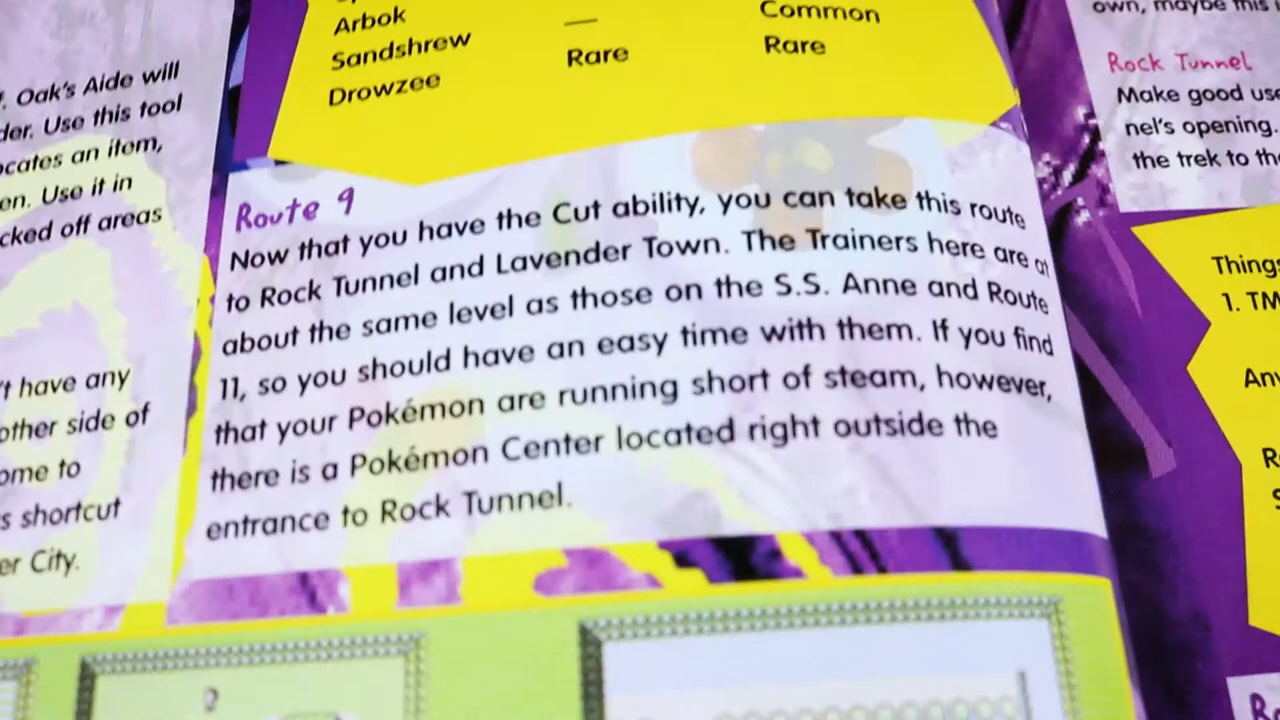 Arbok — Common
Sandshrew Rare Rare
Drowzee
. Oak's Aide will
der. Use this tool
ocates an item,
en. Use it in
cked off areas
't have any
other side of
ome to
s shortcut
er City.
Route 9
Now that you have the Cut ability, you can take this route
to Rock Tunnel and Lavender Town. The Trainers here are at
about the same level as those on the S.S. Anne and Route
11, so you should have an easy time with them. If you find
that your Pokémon are running short of steam, however,
there is a Pokémon Center located right outside the
entrance to Rock Tunnel.
own, maybe this
Rock Tunnel
Make good use
nel's opening.
the trek to the
Things
1. TM